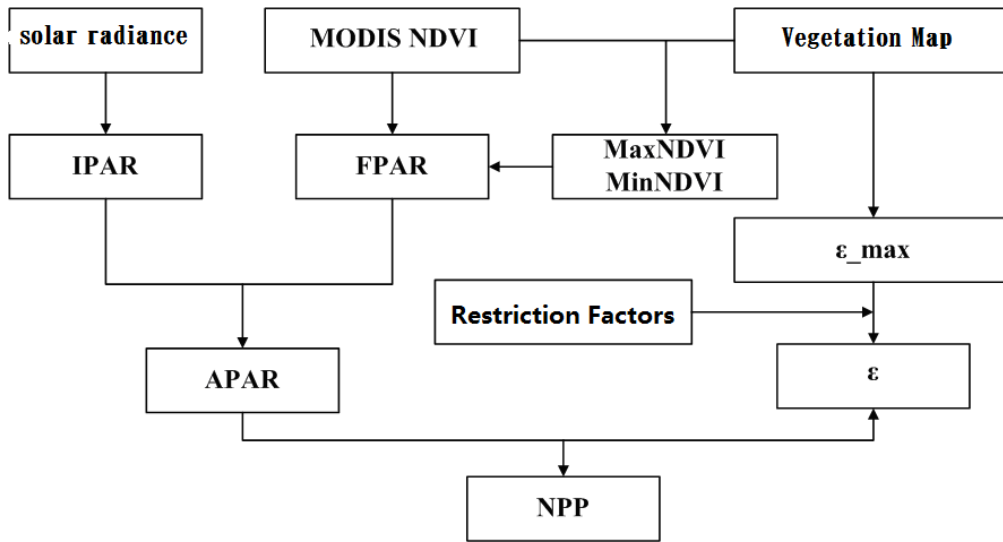 solar radiance
MODIS NDVI
Vegetation Map
IPAR
FPAR
MaxNDVI
MinNDVI
ε_max
Restriction Factors
APAR
ε
NPP